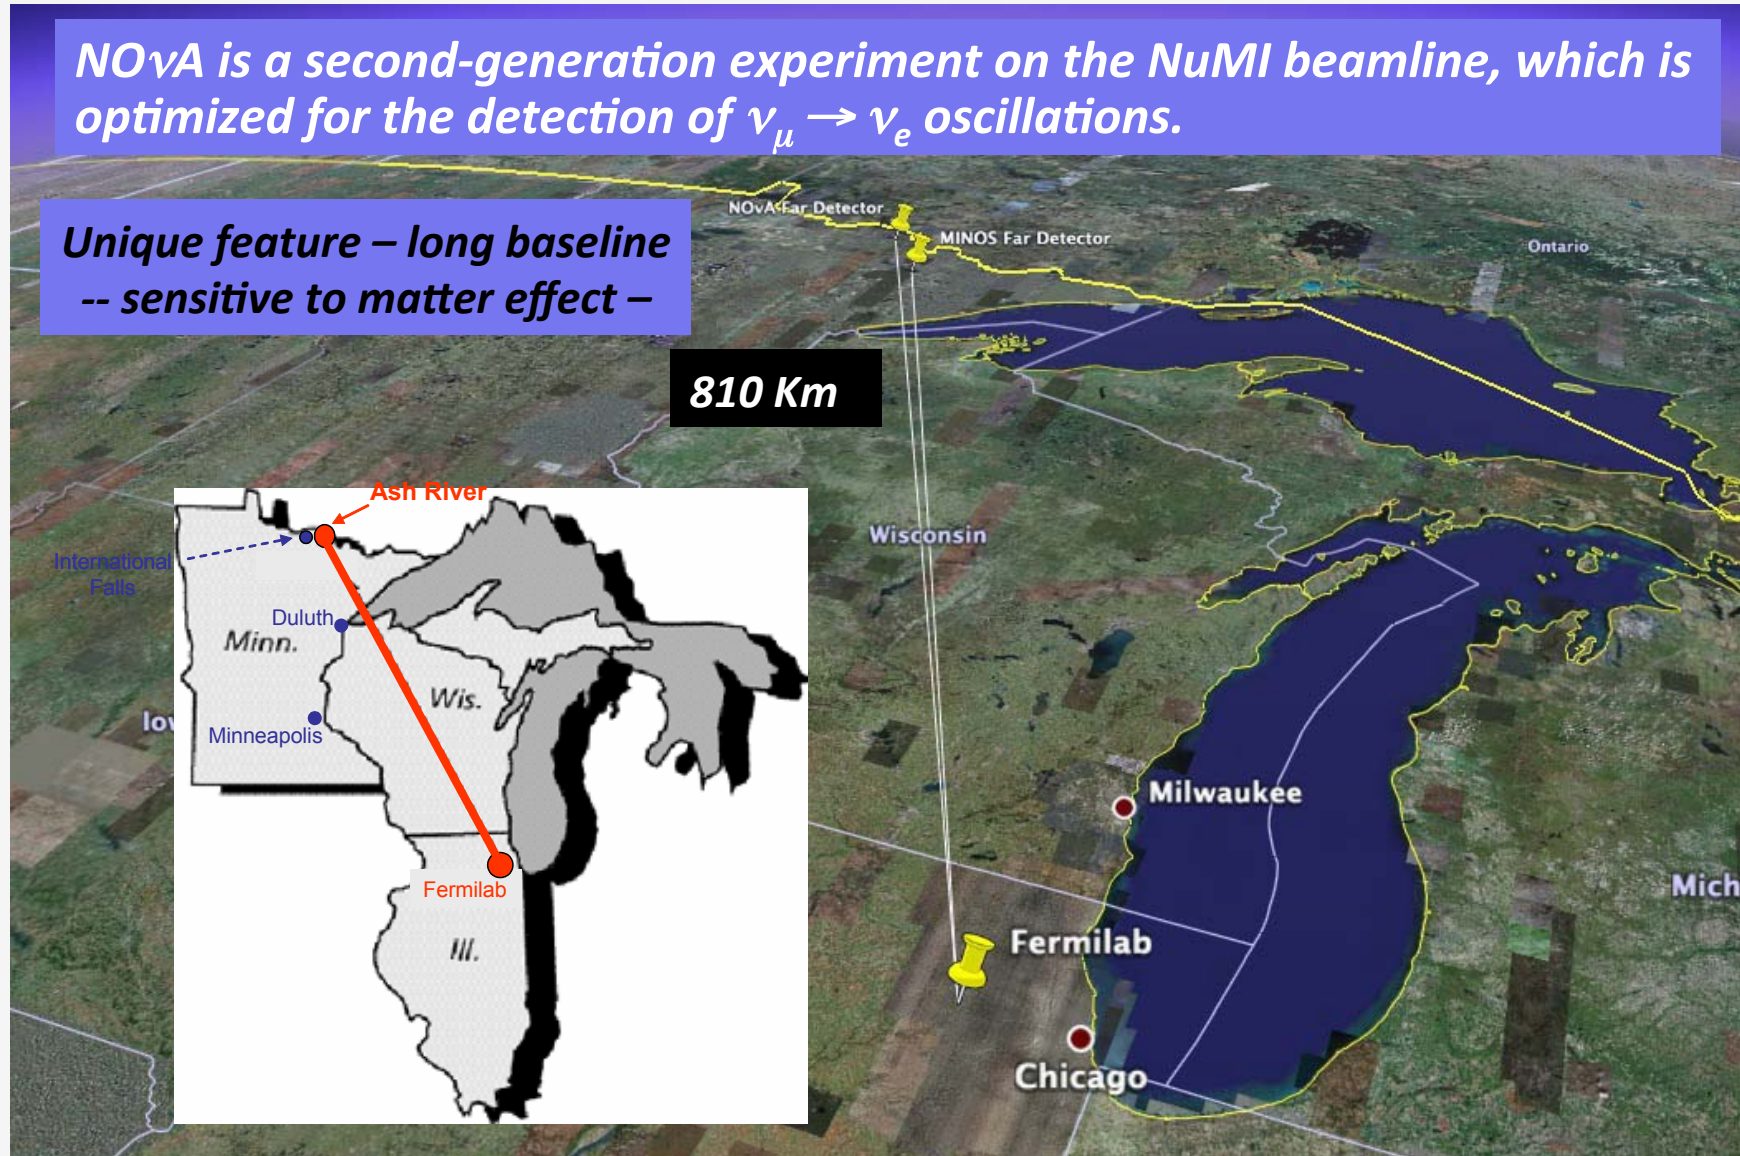 NOνA is a second-generation experiment on the NuMI beamline, which is
optimized for the detection of νμ → νe oscillations.
Unique feature – long baseline
-- sensitive to matter effect –
NOvA Far Detector
MINOS Far Detector
Ontario
810 Km
Ash River
International
Falls
Duluth
Minn.
Wis.
Minneapolis
Fermilab
Ill.
Wisconsin
Iow
Milwaukee
Mich
Fermilab
Chicago